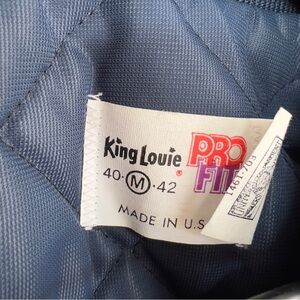 King Louie PRO
® FIT
40-Ⓜ-42
MADE IN U.S